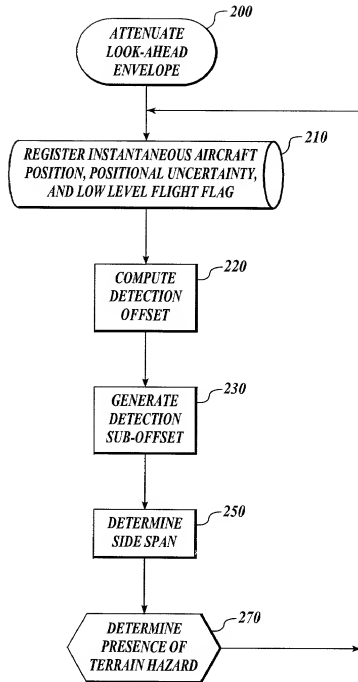 ATTENUATE
LOOK-AHEAD
ENVELOPE
200
REGISTER INSTANTANEOUS AIRCRAFT
POSITION, POSITIONAL UNCERTAINTY,
AND LOW LEVEL FLIGHT FLAG
210
COMPUTE
DETECTION
OFFSET
220
GENERATE
DETECTION
SUB-OFFSET
230
DETERMINE
SIDE SPAN
250
DETERMINE
PRESENCE OF
TERRAIN HAZARD
270